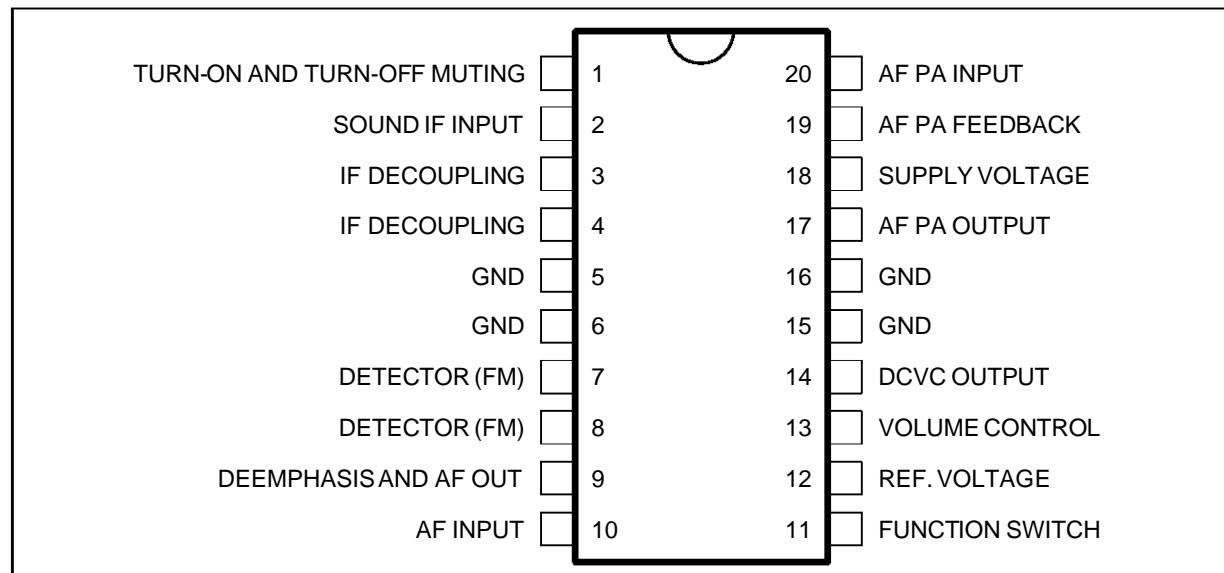 TURN-ON AND TURN-OFF MUTING 1 20 AF PA INPUT
SOUND IF INPUT 2 19 AF PA FEEDBACK
IF DECOUPLING 3 18 SUPPLY VOLTAGE
IF DECOUPLING 4 17 AF PA OUTPUT
GND 5 16 GND
GND 6 15 GND
DETECTOR (FM) 7 14 DCVC OUTPUT
DETECTOR (FM) 8 13 VOLUME CONTROL
DEEMPHASIS AND AF OUT 9 12 REF. VOLTAGE
AF INPUT 10 11 FUNCTION SWITCH